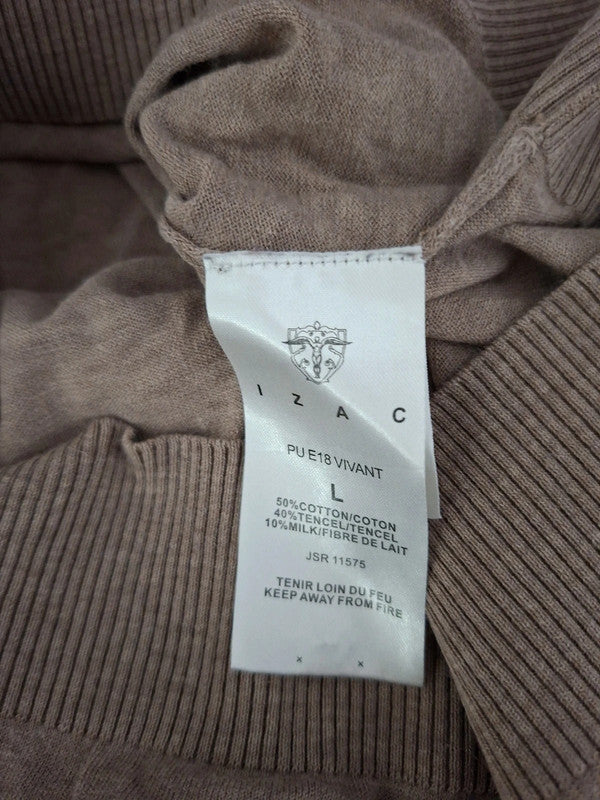 IZAC
PU E18 VIVANT
L
50%COTTON/COTON
40%TENCEL/TENCEL
10%MILK/FIBRE DE LAIT
JSR 11575
TENIR LOIN DU FEU
KEEP AWAY FROM FIRE